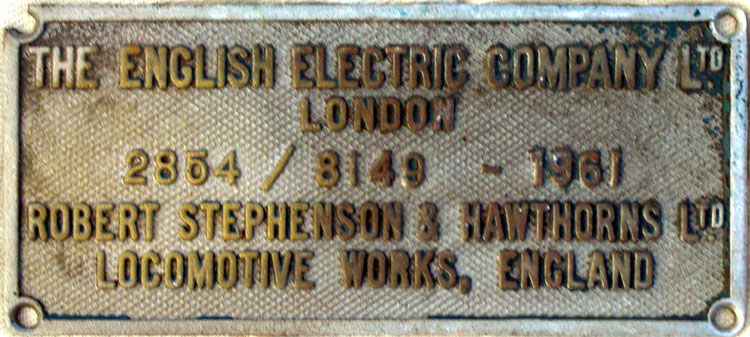 THE ENGLISH ELECTRIC COMPANY LTD
LONDON
2854 / 8149 - 1961
ROBERT STEPHENSON & HAWTHORNS LTD
LOCOMOTIVE WORKS, ENGLAND